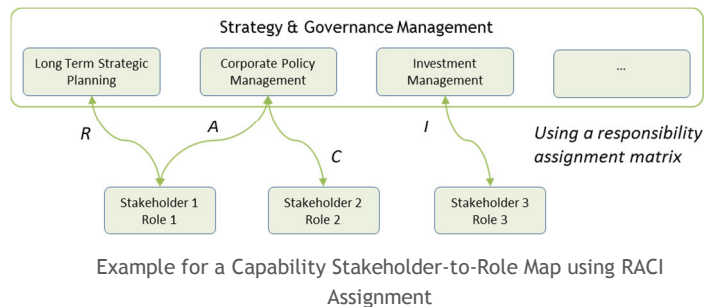 Strategy & Governance Management
Long Term Strategic
Planning
Corporate Policy
Management
Investment
Management
...
R
A
C
I
Using a responsibility
assignment matrix
Stakeholder 1
Role 1
Stakeholder 2
Role 2
Stakeholder 3
Role 3
Example for a Capability Stakeholder-to-Role Map using RACI
Assignment